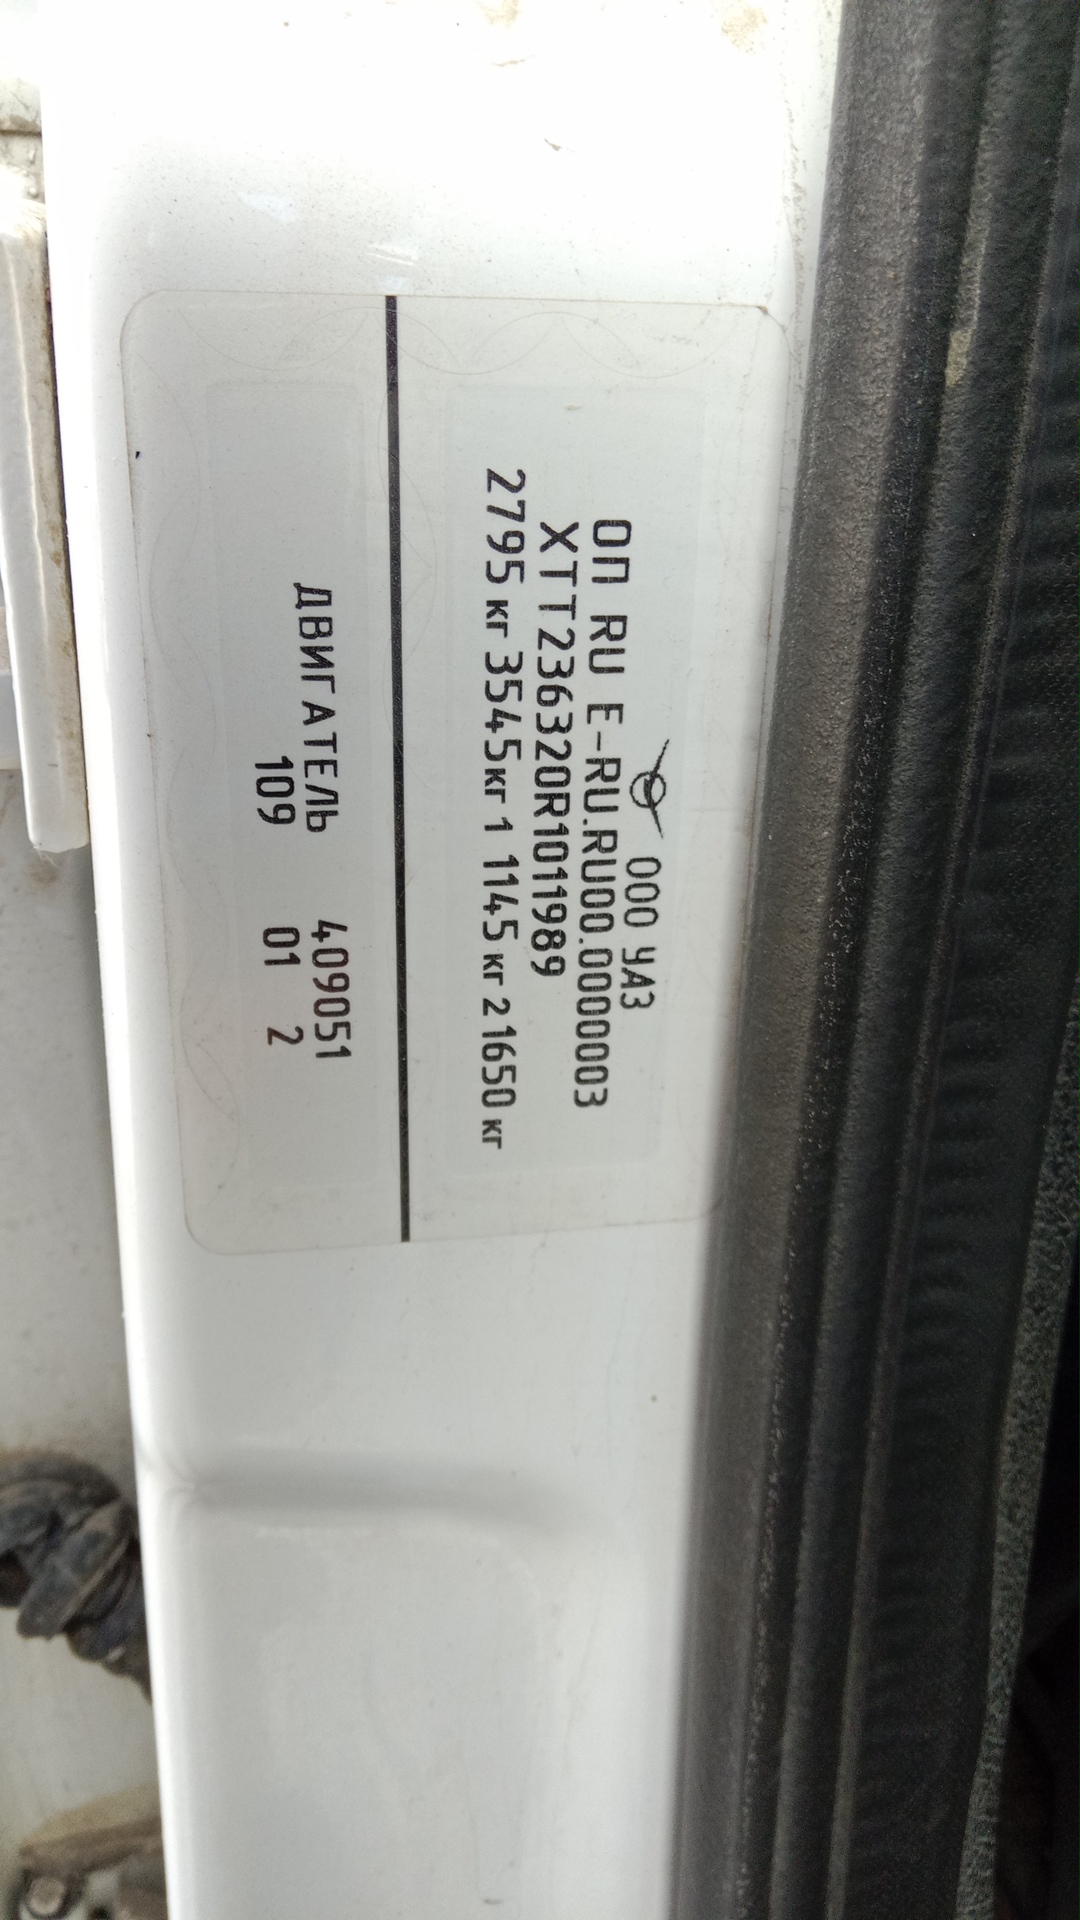 ООО УАЗ
ОП RU E-RU.RU00.0000003
XTT236320R1011989
2795 кг 3545кг 1 1145 кг 2 1650 кг
ДВИГАТЕЛЬ 409051
109 01 2